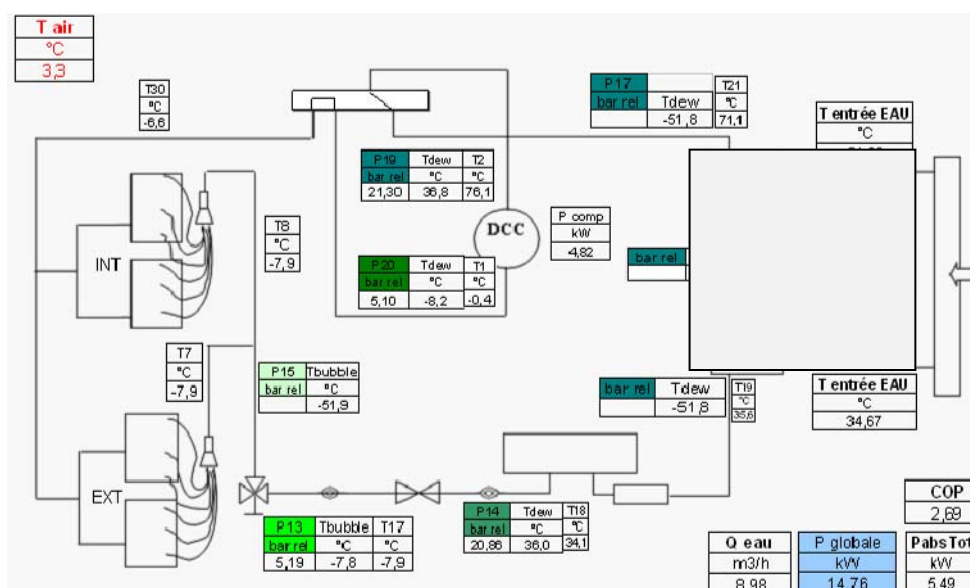 T air
°C
3,3
T30
°C
-6,6
P17
bar rel Tdew
-51,8
T21
°C
71,1
T entrée EAU
°C
P19 Tdew T2
bar rel °C °C
21,30 36,8 76,1
DCC
P comp
kW
-4,82
T8
°C
-7,9
INT
bar rel
P20 Tdew T1
bar rel °C °C
5,10 -8,2 -0,4
T7
°C
-7,9
P15 Tbubble
bar rel °C
-51,9
bar rel Tdew
-51,8
T19
°C
35,6
T entrée EAU
°C
34,67
EXT
P13 Tbubble T17
bar rel °C °C
5,19 -7,8 -7,9
P14 Tdew T18
bar rel °C °C
20,86 36,0 34,1
COP
2,69
Q eau
m3/h
8,98
P globale
kW
14,76
Pabs Tot
kW
5,49